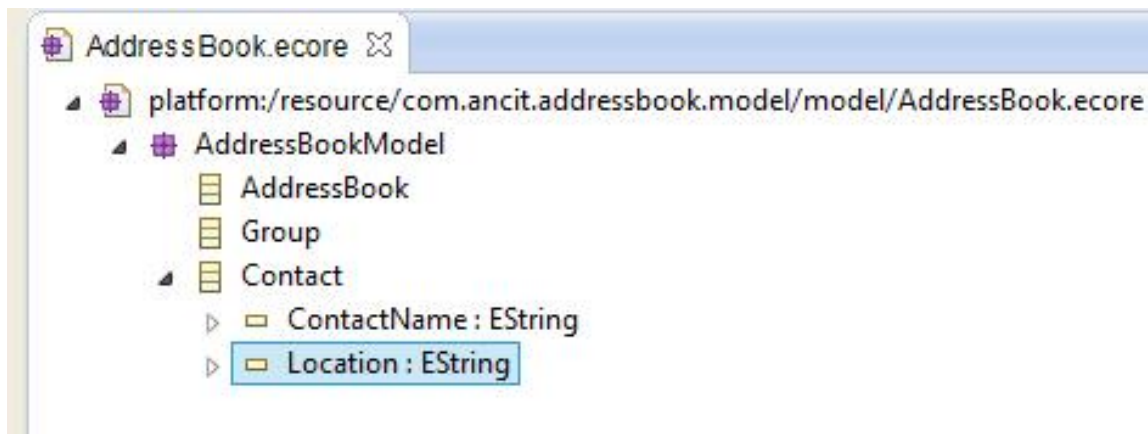 AddressBook.ecore
platform:/resource/com.ancit.addressbook.model/model/AddressBook.ecore
AddressBookModel
AddressBook
Group
Contact
ContactName : EString
Location : EString